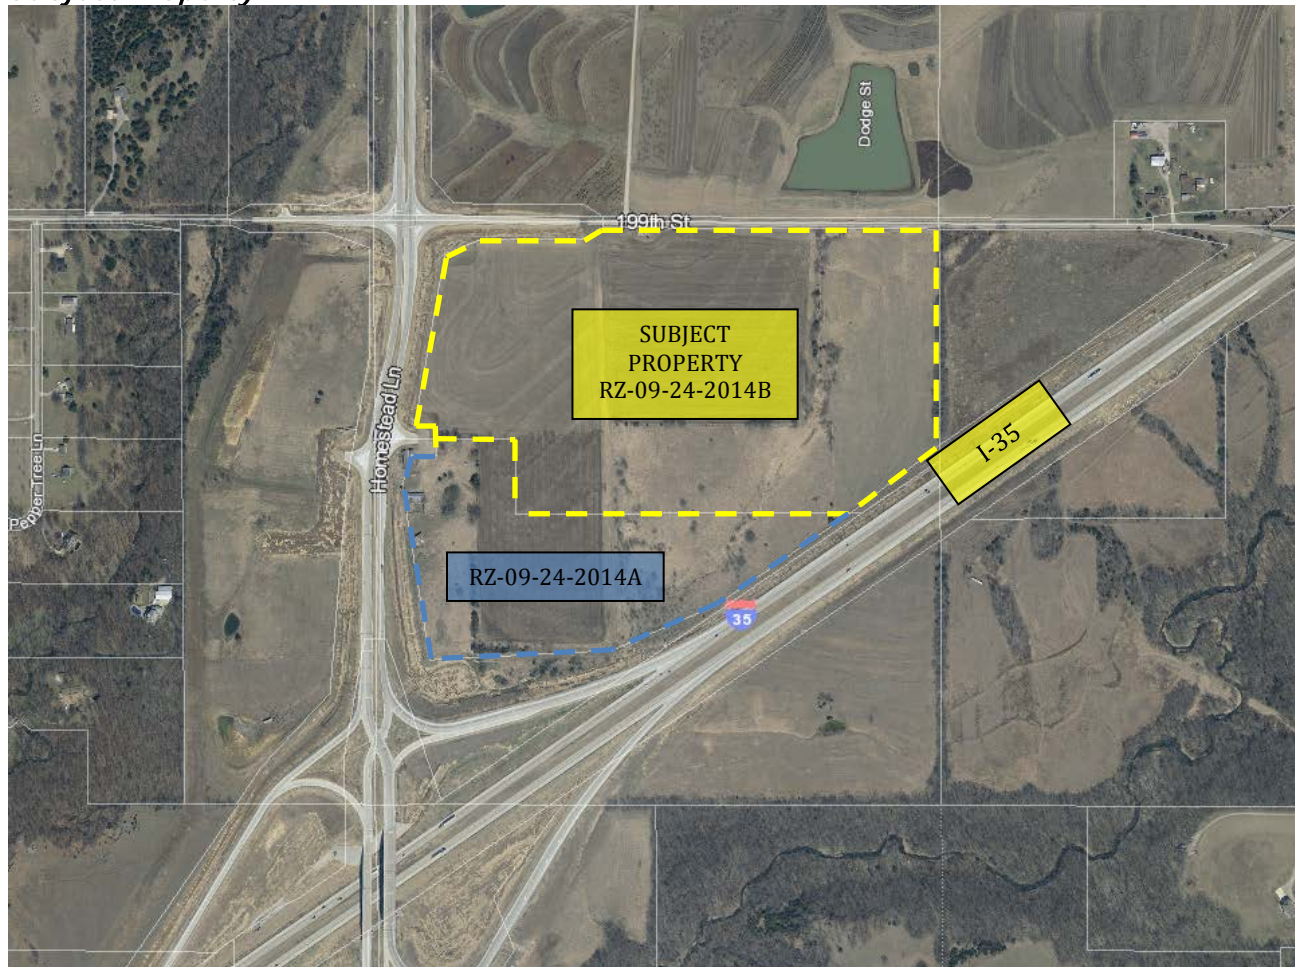 Dodge St
199th St
SUBJECT
PROPERTY
RZ-09-24-2014B
I-35
Homestead Ln
Pepper Tree Ln
RZ-09-24-2014A
35